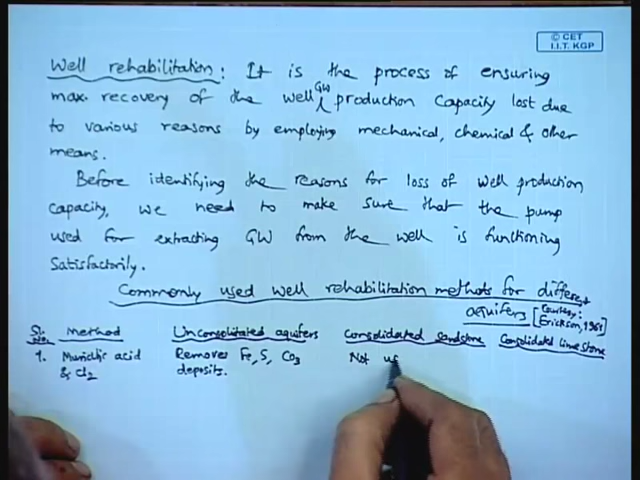 © CET
I.I.T. KGP
Well rehabilitation: It is the process of ensuring
max. recovery of the well GW production capacity lost due
to various reasons by employing mechanical, chemical & other
means.
Before identifying the reasons for loss of well production
capacity, we need to make sure that the pump
used for extracting GW from the well is functioning
satisfactorily.
Commonly used well rehabilitation methods for different
aquifers [Courtesy: Erickson, 1961]
Sl. No. Method Unconsolidated aquifers Consolidated sandstone Consolidated limestone
1. Muriatic acid Removes Fe, S, CO3 Not us
& Cl2 deposits.